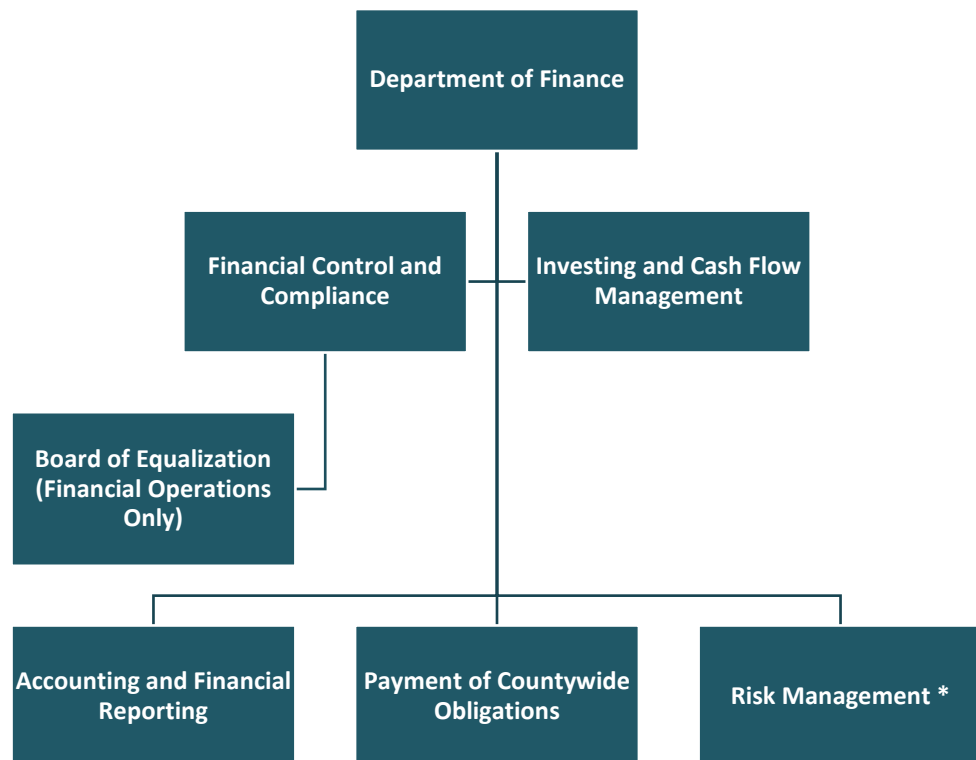 Department of Finance
Financial Control and
Compliance
Investing and Cash Flow
Management
Board of Equalization
(Financial Operations
Only)
Accounting and Financial
Reporting
Payment of Countywide
Obligations
Risk Management *